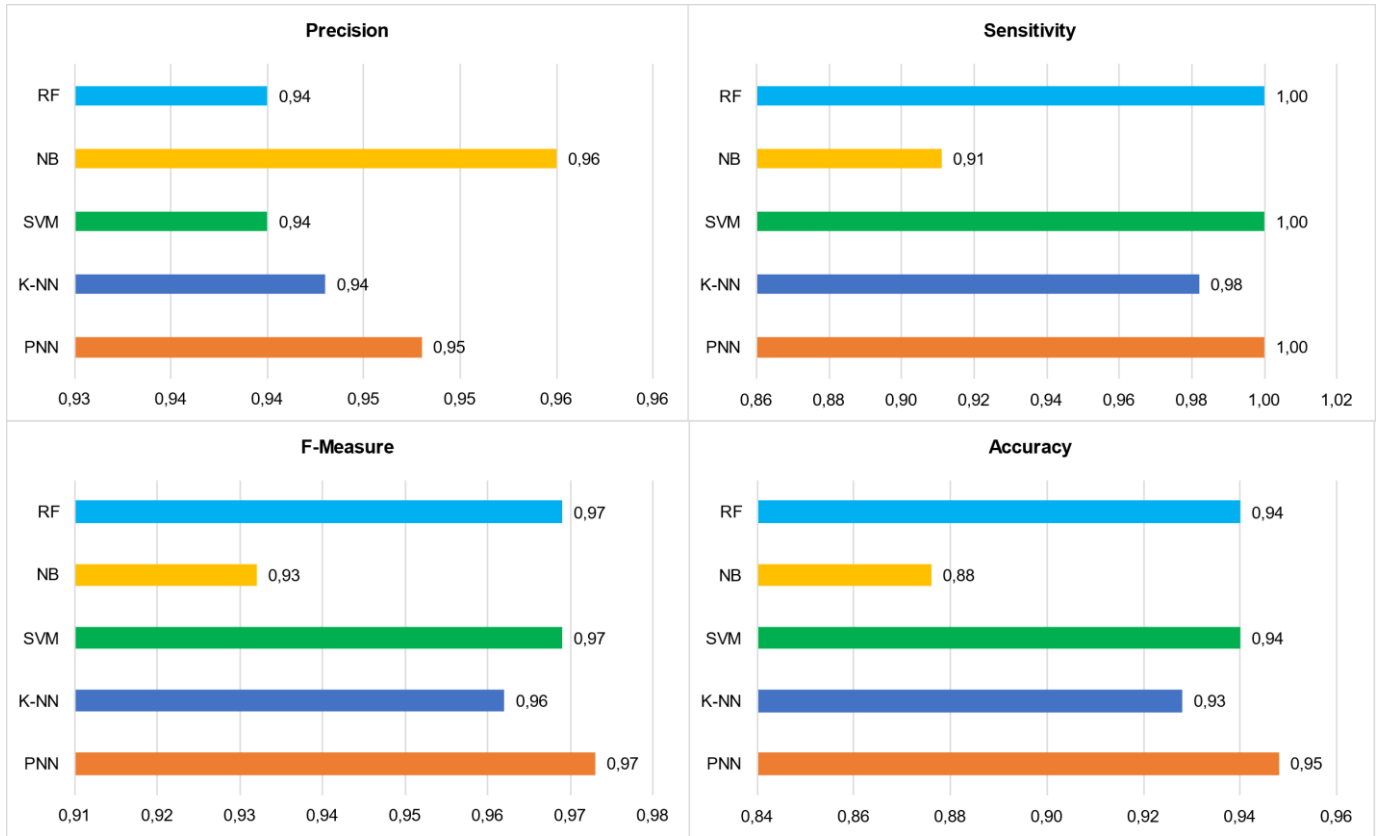 Precision
RF 0,94
NB 0,96
SVM 0,94
K-NN 0,94
PNN 0,95
0,93 0,94 0,94 0,95 0,95 0,96 0,96
Sensitivity
RF 1,00
NB 0,91
SVM 1,00
K-NN 0,98
PNN 1,00
0,86 0,88 0,90 0,92 0,94 0,96 0,98 1,00 1,02
F-Measure
RF 0,97
NB 0,93
SVM 0,97
K-NN 0,96
PNN 0,97
0,91 0,92 0,93 0,94 0,95 0,96 0,97 0,98
Accuracy
RF 0,94
NB 0,88
SVM 0,94
K-NN 0,93
PNN 0,95
0,84 0,86 0,88 0,90 0,92 0,94 0,96